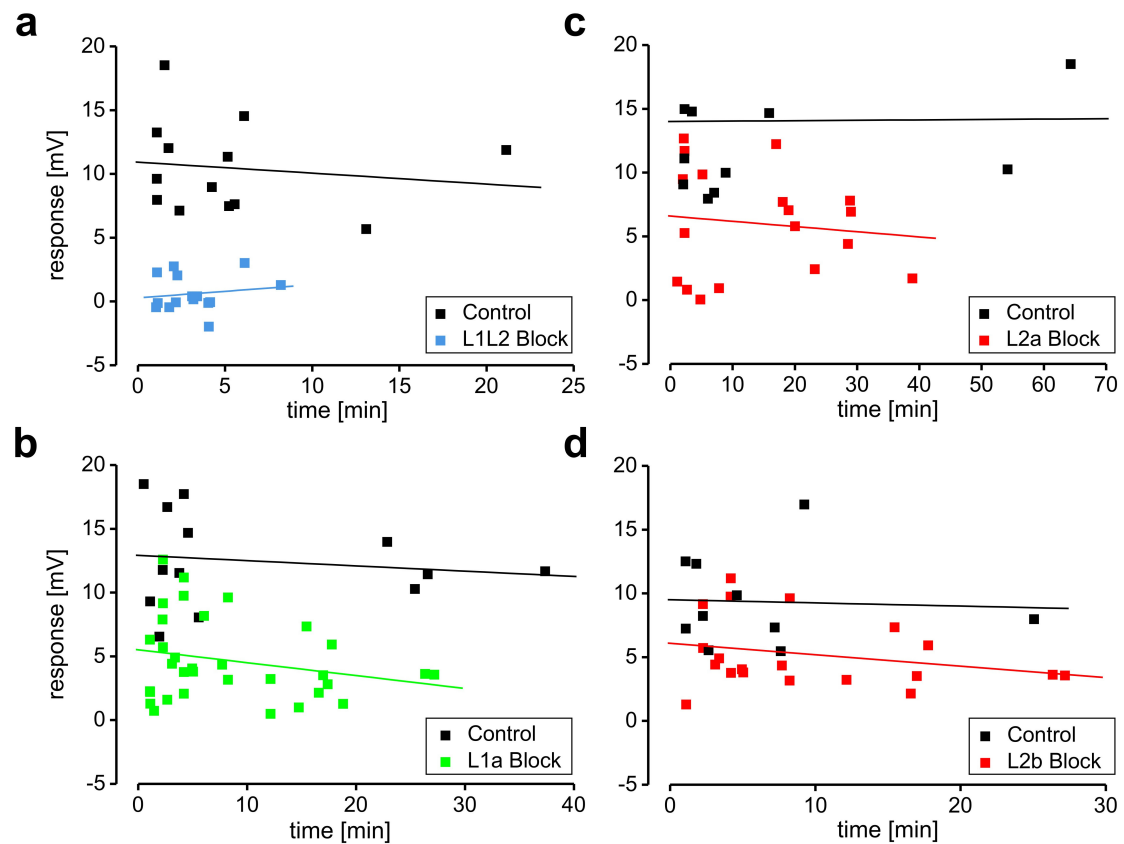 a
20
15
10
5
0
-5
response [mV]
0 5 10 15 20 25
time [min]
Control
L1L2 Block
c
20
15
10
5
0
-5
0 10 20 30 40 50 60 70
time [min]
Control
L2a Block
b
20
15
10
5
0
-5
response [mV]
0 10 20 30 40
time [min]
Control
L1a Block
d
20
15
10
5
0
-5
0 10 20 30
time [min]
Control
L2b Block